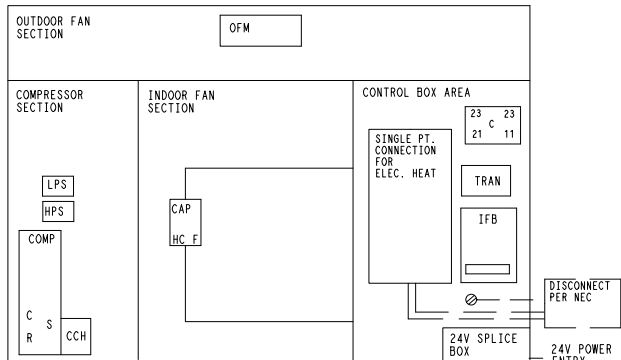 OUTDOOR FAN
SECTION
OFM
COMPRESSOR
SECTION
INDOOR FAN
SECTION
CONTROL BOX AREA
23 23
C
21 11
SINGLE PT.
CONNECTION
FOR
ELEC. HEAT
TRAN
LPS
HPS
CAP
HC F
IFB
COMP
C
S
R
CCH
DISCONNECT
PER NEC
24V SPLICE
BOX
24V POWER
ENTRY